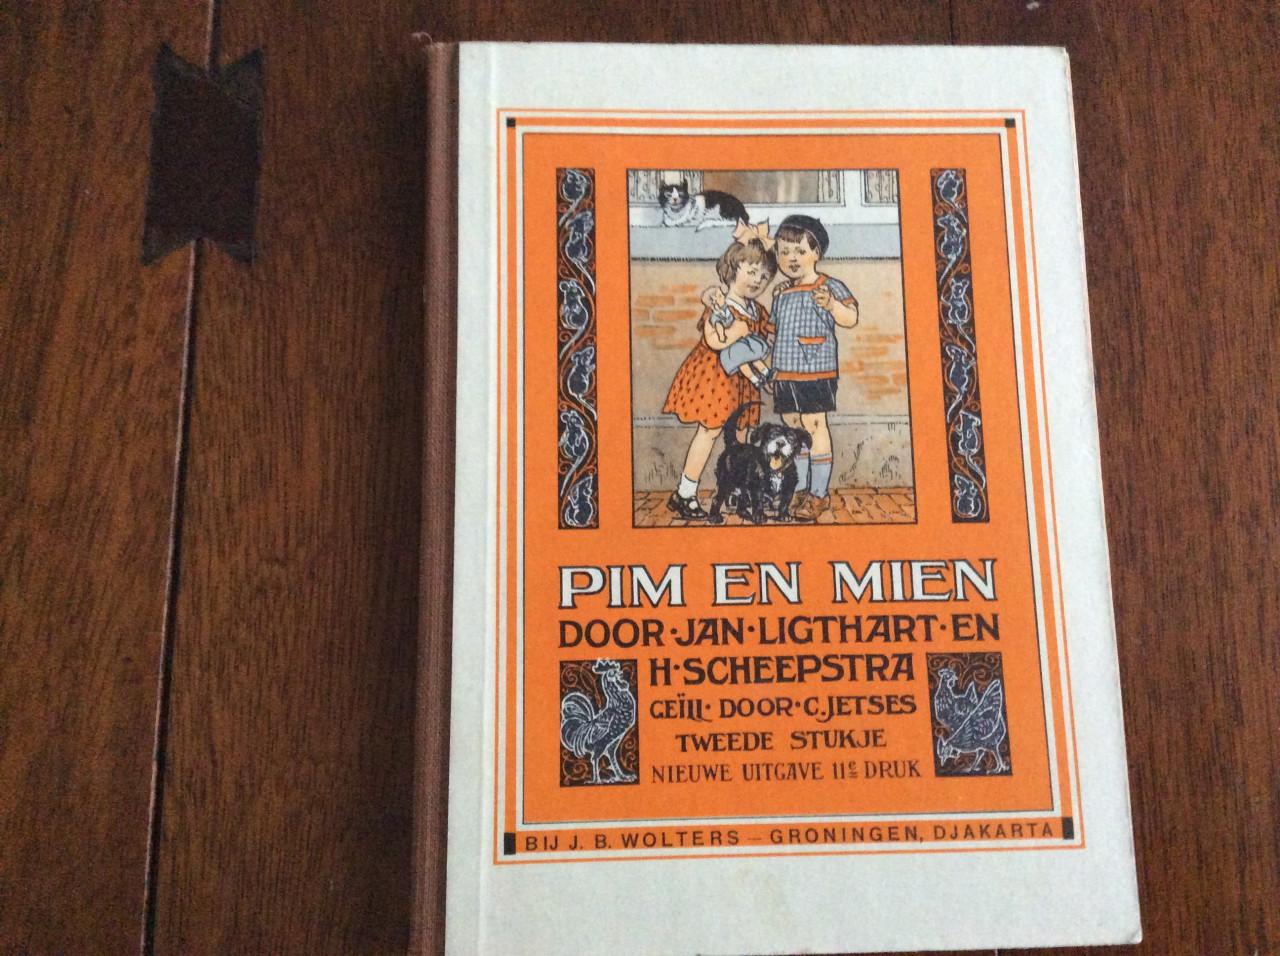 PIM EN MIEN
DOOR·JAN·LIGTHART·EN
H·SCHEEPSTRA
GEÏLL·DOOR·C.JETSES
TWEEDE STUKJE
NIEUWE UITGAVE 11e DRUK
BIJ J. B. WOLTERS — GRONINGEN, DJAKARTA